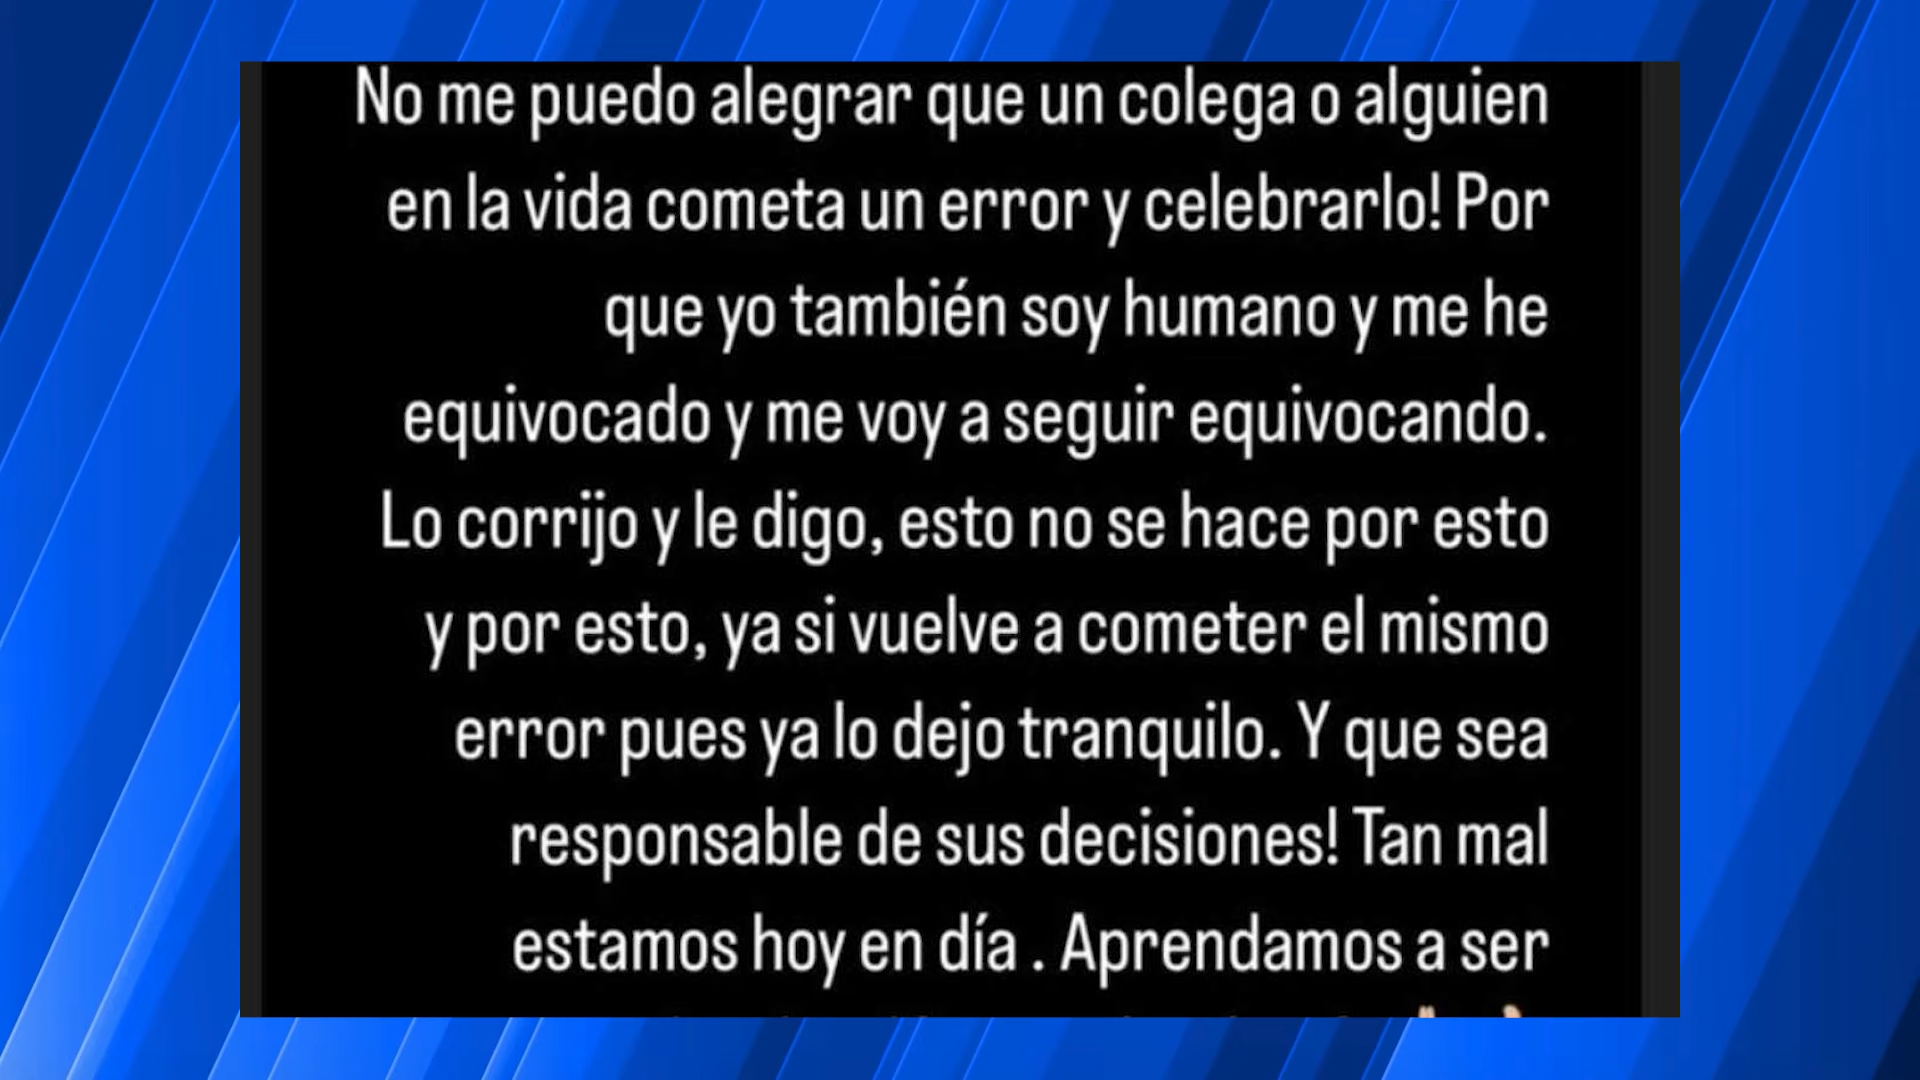 No me puedo alegrar que un colega o alguien
en la vida cometa un error y celebrarlo! Por
que yo también soy humano y me he
equivocado y me voy a seguir equivocando.
Lo corrijo y le digo, esto no se hace por esto
y por esto, ya si vuelve a cometer el mismo
error pues ya lo dejo tranquilo. Y que sea
responsable de sus decisiones! Tan mal
estamos hoy en día . Aprendamos a ser